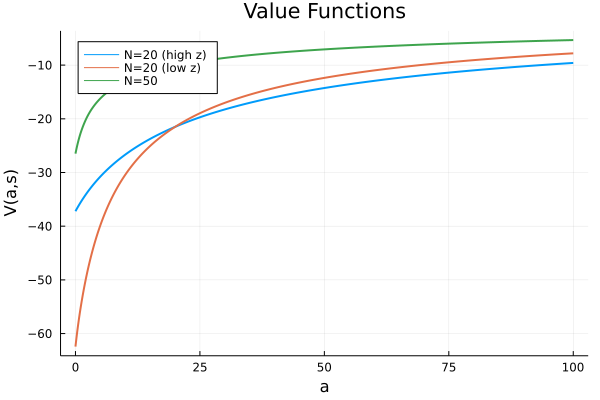 Value Functions
N=20 (high z)
N=20 (low z)
N=50
V(a,s)
−10
−20
−30
−40
−50
−60
0 25 50 75 100
a